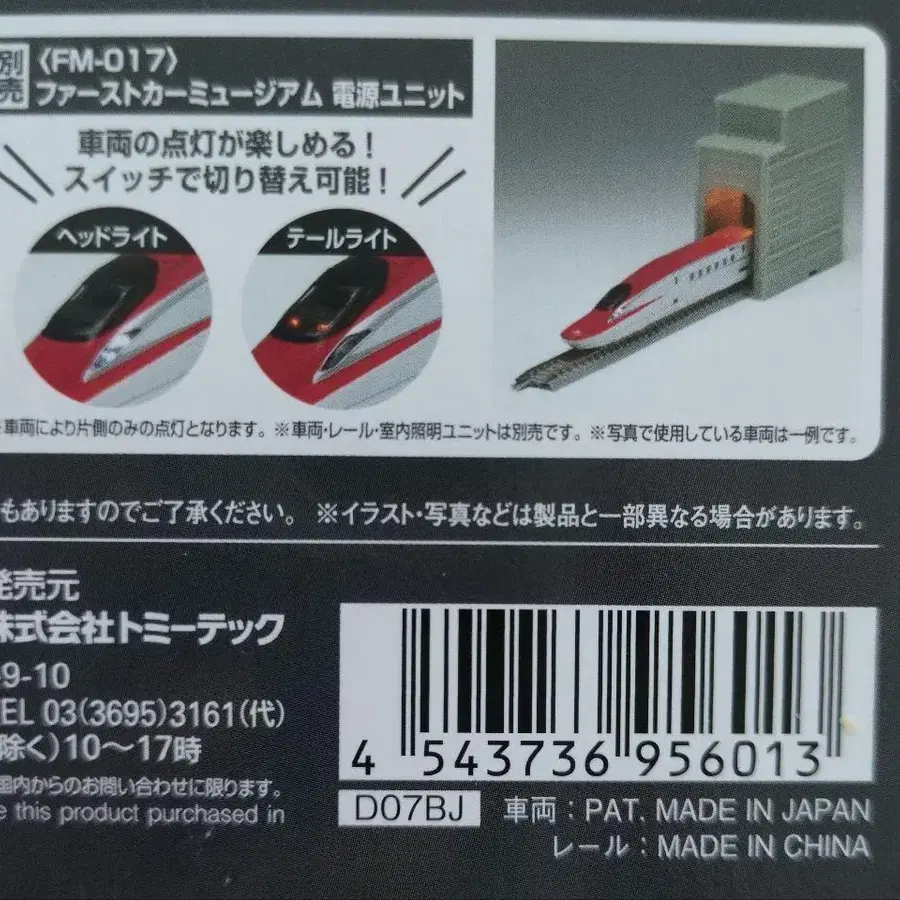 別売
〈FM-017〉
ファーストカーミュージアム 電源ユニット
車両の点灯が楽しめる!
スイッチで切り替え可能!
ヘッドライト
テールライト
車両により片側のみの点灯となります。※車両・レール・室内照明ユニットは別売です。※写真で使用している車両は一例です。
もありますのでご了承ください。 ※イラスト・写真などは製品と一部異なる場合があります。
発売元
株式会社トミーテック
-9-10
TEL 03(3695)3161(代)
除く)10〜17時
国内からのお問い合わせに限ります。
this product purchased in
4 543736 956013
D07BJ
車両:PAT. MADE IN JAPAN
レール:MADE IN CHINA